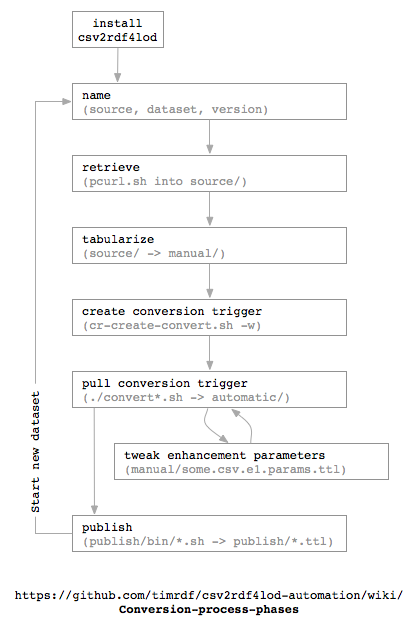 install
csv2rdf4lod
name
(source, dataset, version)
retrieve
(pcurl.sh into source/)
tabularize
(source/ -> manual/)
create conversion trigger
(cr-create-convert.sh -w)
pull conversion trigger
(./convert*.sh -> automatic/)
tweak enhancement parameters
(manual/some.csv.e1.params.ttl)
Start new dataset
publish
(publish/bin/*.sh -> publish/*.ttl)
https://github.com/timrdf/csv2rdf4lod-automation/wiki/
Conversion-process-phases